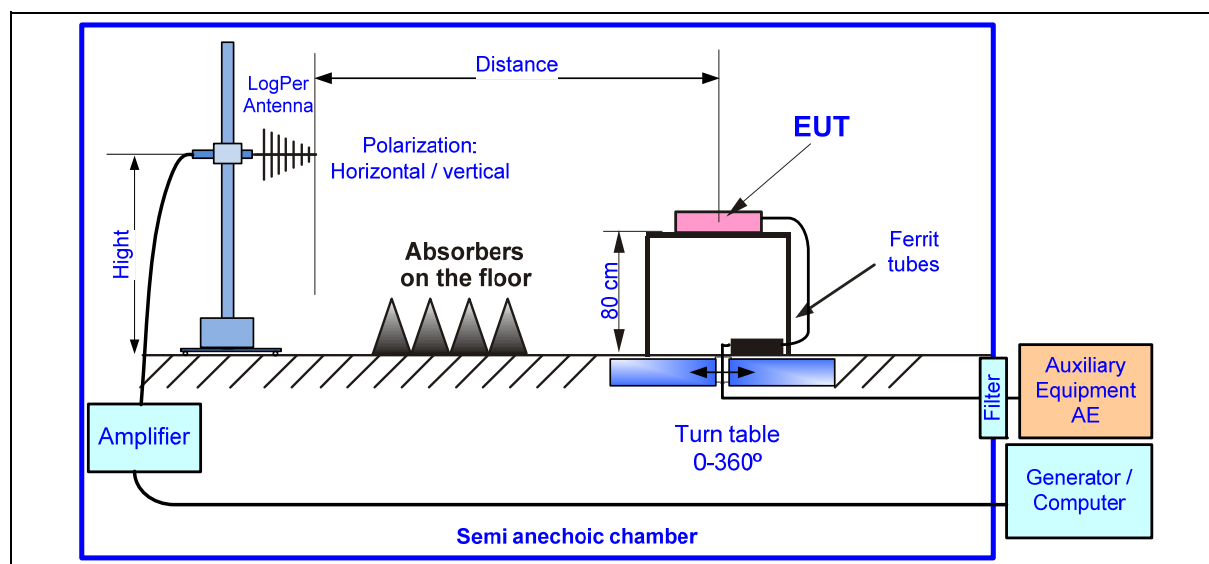 Distance
LogPer
Antenna
EUT
Polarization:
Horizontal / vertical
Hight
Absorbers
on the floor
80 cm
Ferrit
tubes
Amplifier
Turn table
0-360º
Filter
Auxiliary
Equipment
AE
Generator /
Computer
Semi anechoic chamber